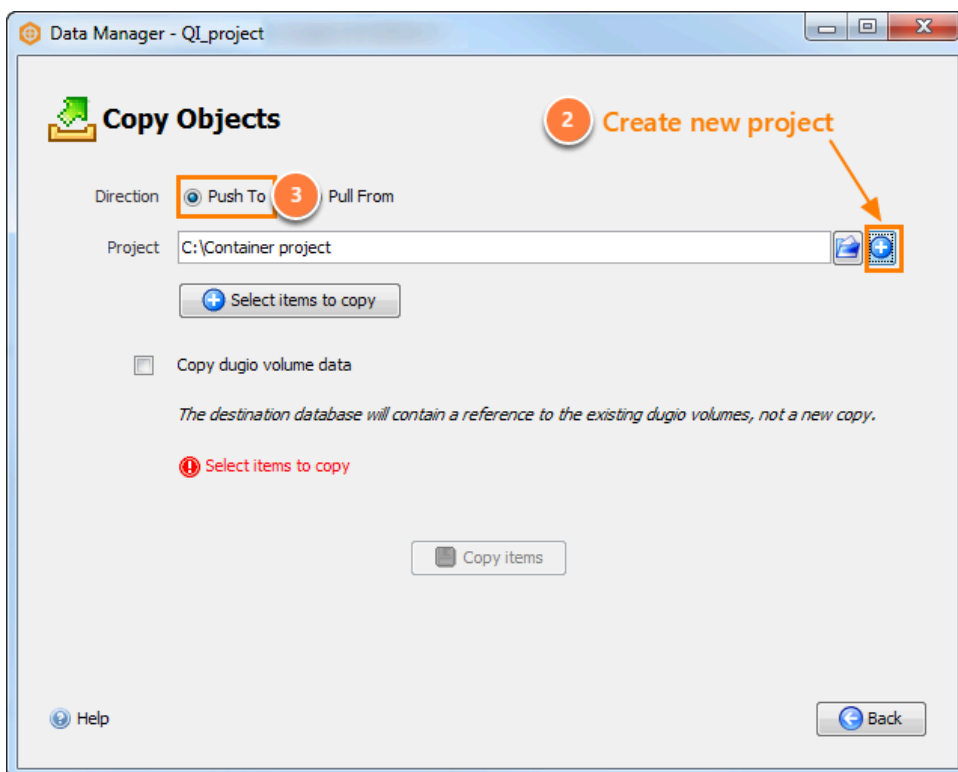 Data Manager - QI_project
Copy Objects
2 Create new project
Direction Push To 3 Pull From
Project C:\Container project
Select items to copy
Copy dugio volume data
The destination database will contain a reference to the existing dugio volumes, not a new copy.
Select items to copy
Copy items
Help
Back